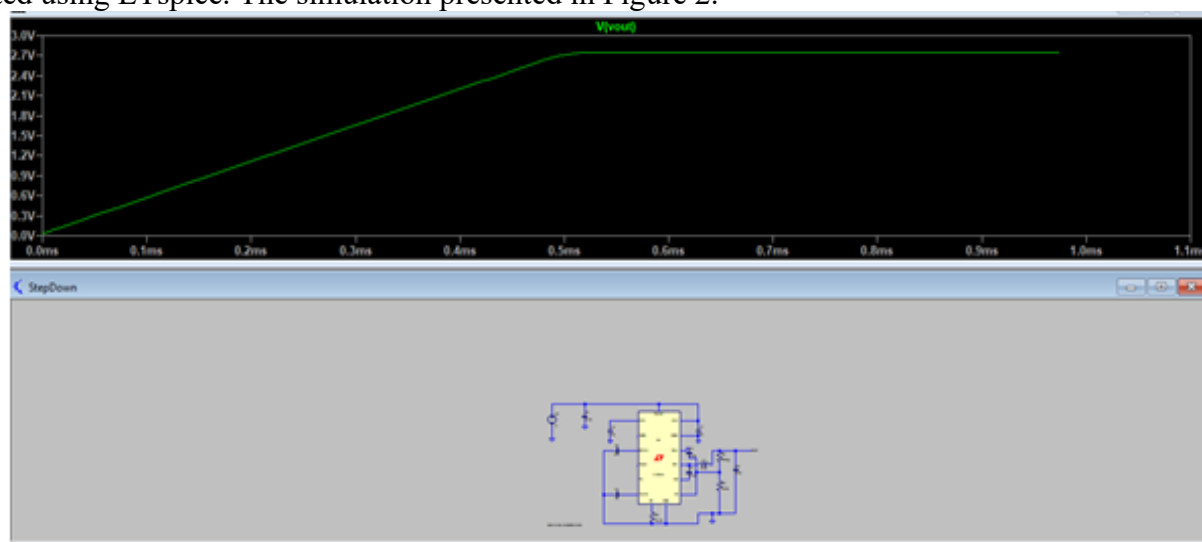 using LTspice. The simulation presented in Figure 2.
V(vout)
3.0V
2.7V
2.4V
2.1V
1.8V
1.5V
1.2V
0.9V
0.6V
0.3V
0.0V
0.0ms 0.1ms 0.2ms 0.3ms 0.4ms 0.5ms 0.6ms 0.7ms 0.8ms 0.9ms 1.0ms 1.1m
StepDown